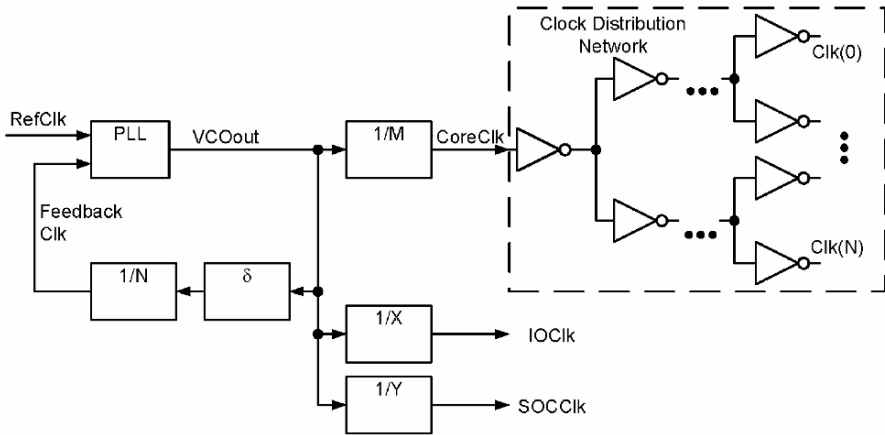 Clock Distribution
Network
Clk(0)
RefClk
PLL
VCOout
1/M
CoreClk
Feedback
Clk
1/N
δ
Clk(N)
1/X
IOClk
1/Y
SOCClk